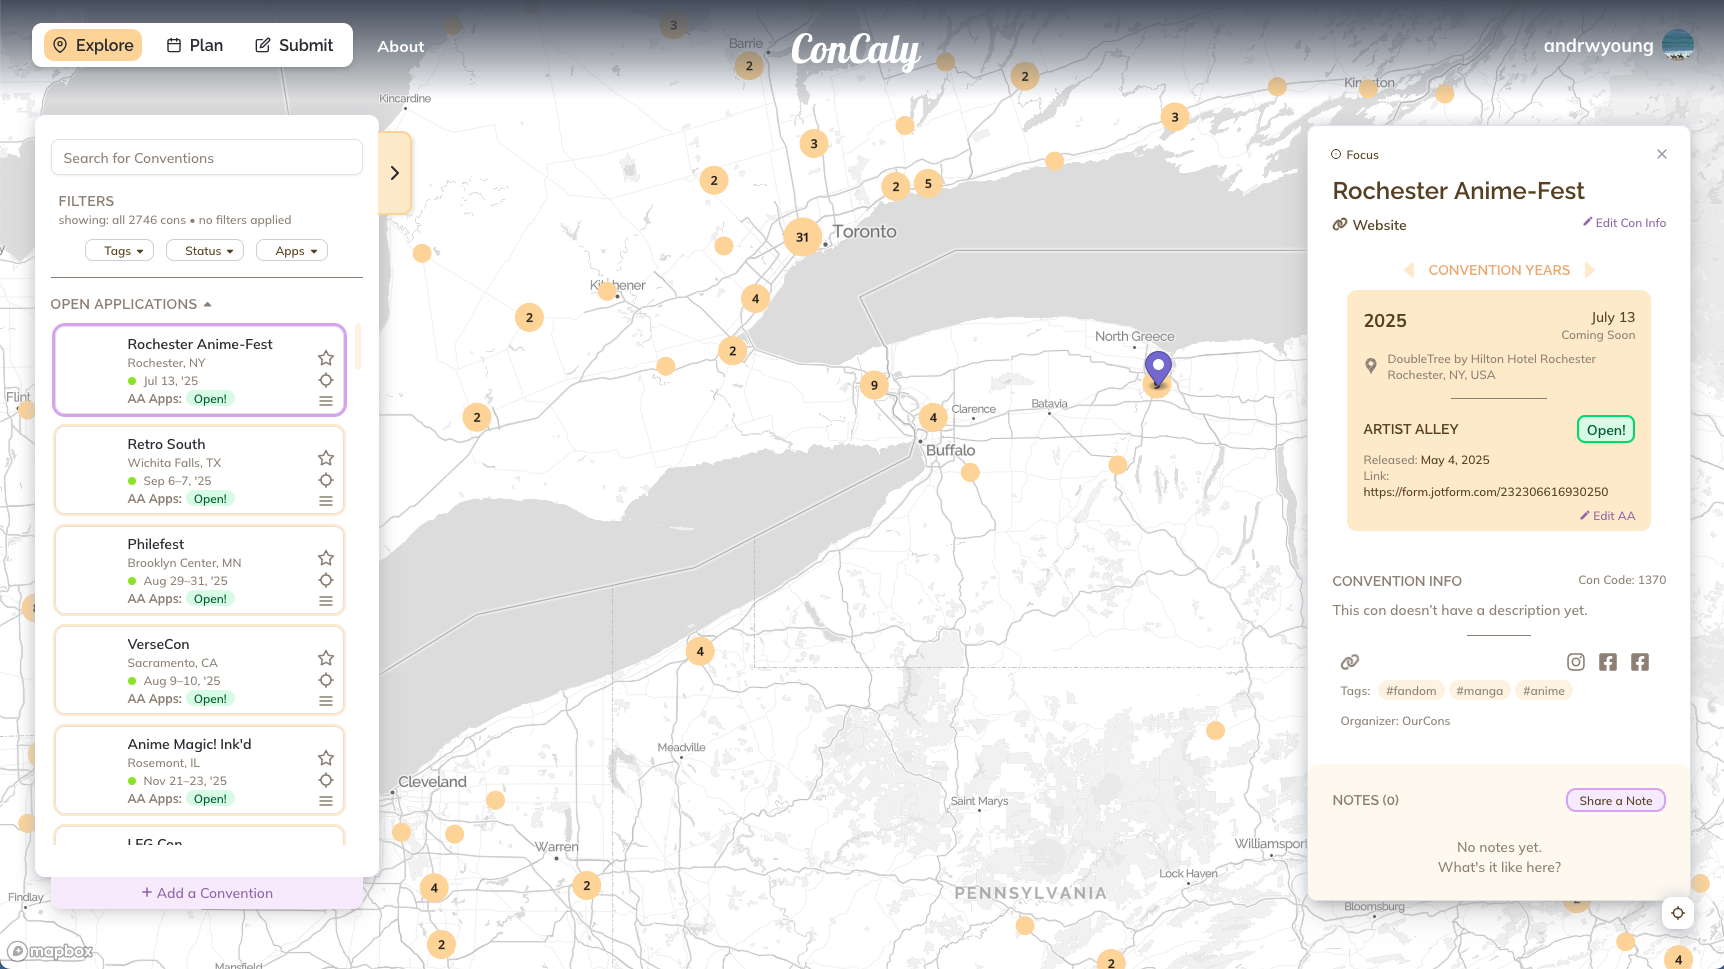 Explore
Plan
Submit
About
ConCaly
andrwyoung
Search for Conventions
FILTERS
showing: all 2746 cons • no filters applied
Tags
Status
Apps
OPEN APPLICATIONS
Rochester Anime-Fest
Rochester, NY
Jul 13, '25
AA Apps: Open!
Retro South
Wichita Falls, TX
Sep 6–7, '25
AA Apps: Open!
Philefest
Brooklyn Center, MN
Aug 29–31, '25
AA Apps: Open!
VerseCon
Sacramento, CA
Aug 9–10, '25
AA Apps: Open!
Anime Magic! Ink'd
Rosemont, IL
Nov 21–23, '25
AA Apps: Open!
+ Add a Convention
mapbox
3
Barrie
2
2
Kincardine
3
3
2
2
5
31
Toronto
4
2
2
North Greece
9
4
Clarence
Batavia
2
Buffalo
Flint
4
Meadville
Cleveland
Saint Marys
Warren
Williamsport
Lock Haven
4
2
PENNSYLVANIA
Findlay
Bloomsburg
2
2
4
Mansfield
Focus
Rochester Anime-Fest
Website
Edit Con Info
CONVENTION YEARS
2025
July 13
Coming Soon
DoubleTree by Hilton Hotel Rochester
Rochester, NY, USA
ARTIST ALLEY
Open!
Released: May 4, 2025
Link:
https://form.jotform.com/232306616930250
Edit AA
CONVENTION INFO
Con Code: 1370
This con doesn't have a description yet.
Tags: #fandom #manga #anime
Organizer: OurCons
NOTES (0)
Share a Note
No notes yet.
What's it like here?